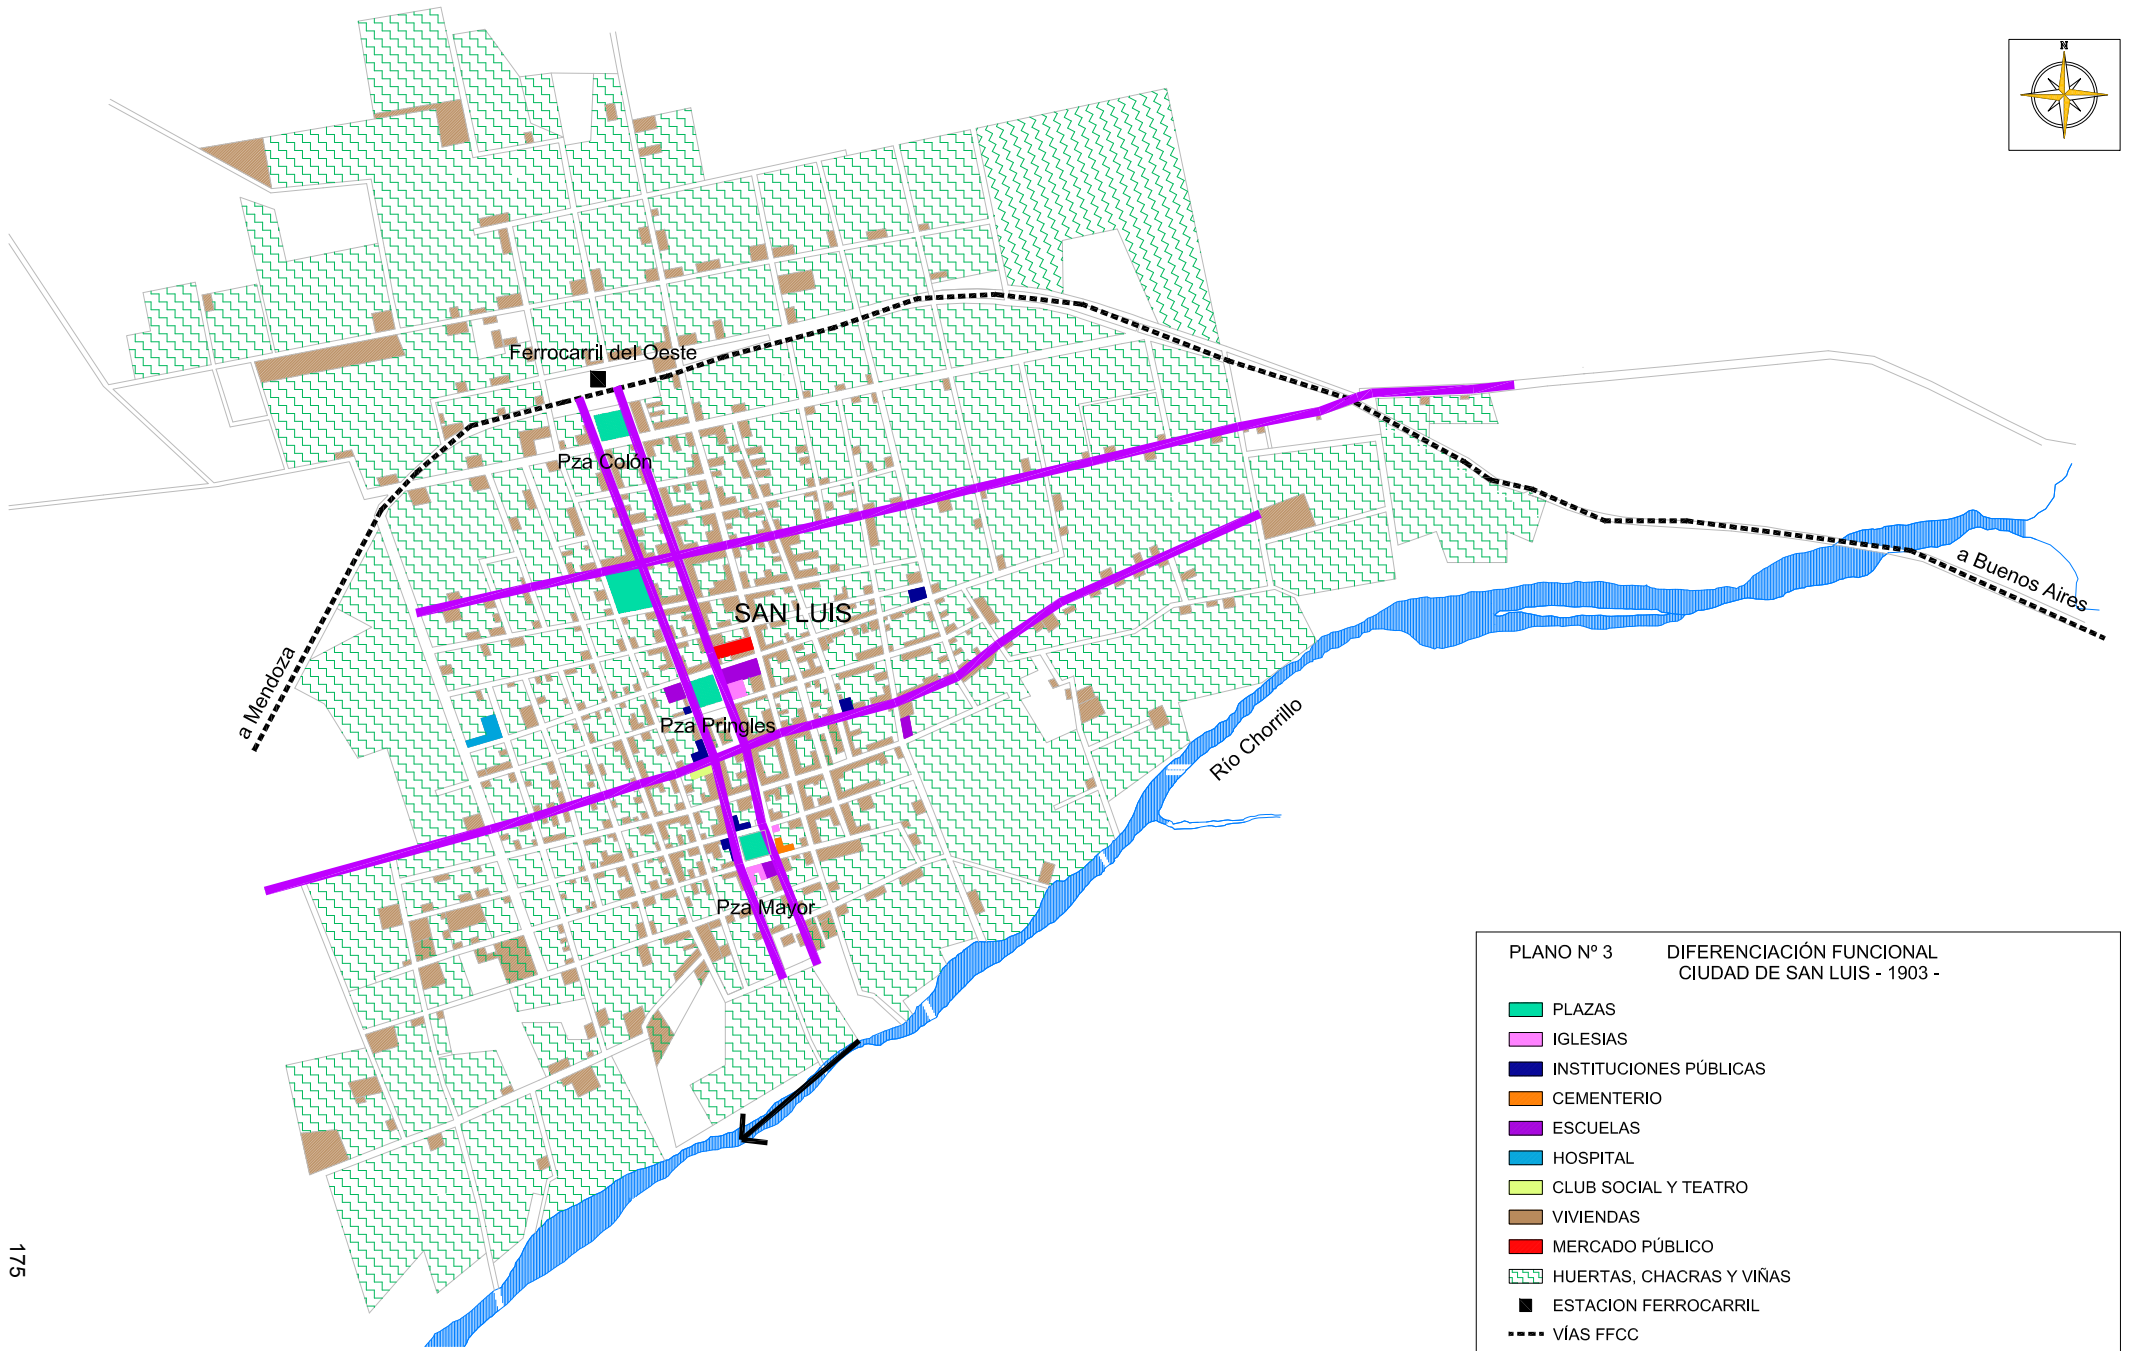 N
Ferrocarril del Oeste
Pza Colón
SAN LUIS
a Buenos Aires
a Mendoza
Pza Pringles
Río Chorrillo
Pza Mayor
PLANO Nº 3 DIFERENCIACIÓN FUNCIONAL
CIUDAD DE SAN LUIS - 1903 -
PLAZAS
IGLESIAS
INSTITUCIONES PÚBLICAS
CEMENTERIO
ESCUELAS
HOSPITAL
CLUB SOCIAL Y TEATRO
VIVIENDAS
MERCADO PÚBLICO
HUERTAS, CHACRAS Y VIÑAS
ESTACION FERROCARRIL
VÍAS FFCC
175